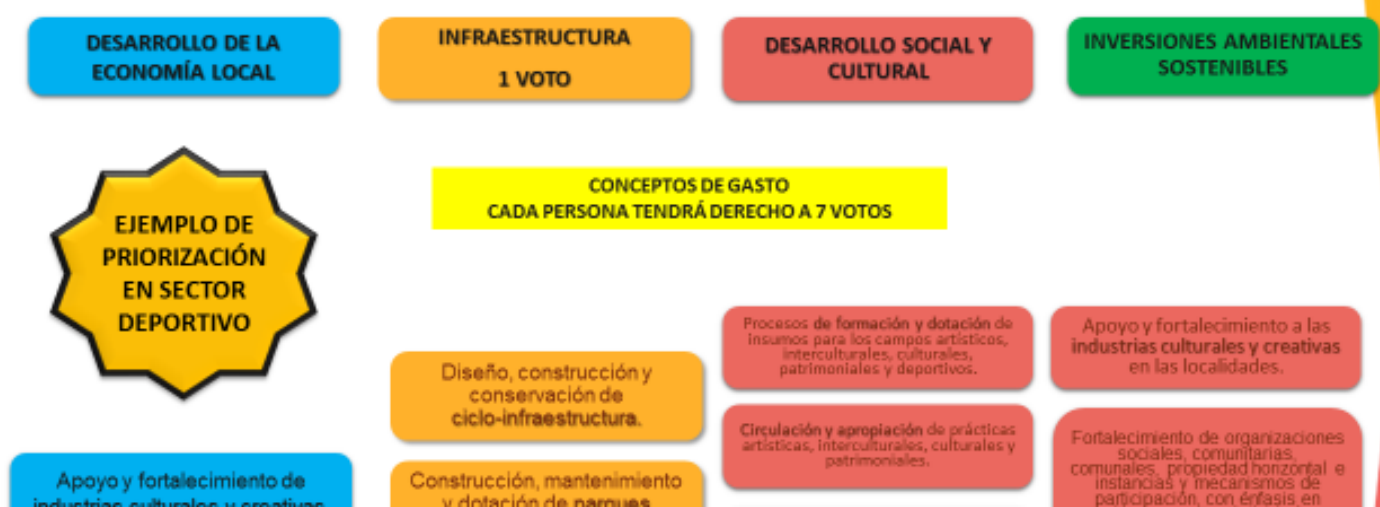 DESARROLLO DE LA
ECONOMÍA LOCAL
INFRAESTRUCTURA
1 VOTO
DESARROLLO SOCIAL Y
CULTURAL
INVERSIONES AMBIENTALES
SOSTENIBLES
EJEMPLO DE
PRIORIZACIÓN
EN SECTOR
DEPORTIVO
CONCEPTOS DE GASTO
CADA PERSONA TENDRÁ DERECHO A 7 VOTOS
Apoyo y fortalecimiento de
industrias culturales y creativas
Diseño, construcción y
conservación de
ciclo-infraestructura.
Construcción, mantenimiento
y dotación de parques
Procesos de formación y dotación de
insumos para los campos artísticos,
interculturales, culturales,
patrimoniales y deportivos.
Circulación y apropiación de prácticas
artísticas, interculturales, culturales y
patrimoniales.
Apoyo y fortalecimiento a las
industrias culturales y creativas
en las localidades.
Fortalecimiento de organizaciones
sociales, comunitarias,
comunales, propiedad horizontal e
instancias y mecanismos de
participación, con énfasis en